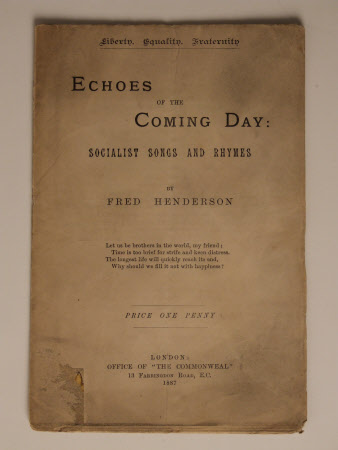 Liberty, Equality, Fraternity
ECHOES
OF THE
COMING DAY:
SOCIALIST SONGS AND RHYMES
BY
FRED HENDERSON
Let us be brothers in the world, my friend;
Time is too brief for strife and keen distress,
The longest life will quickly reach its end,
Why should we fill it not with happiness?
PRICE ONE PENNY
LONDON:
OFFICE OF "THE COMMONWEAL"
13 FARRINGDON ROAD, E.C.
1887